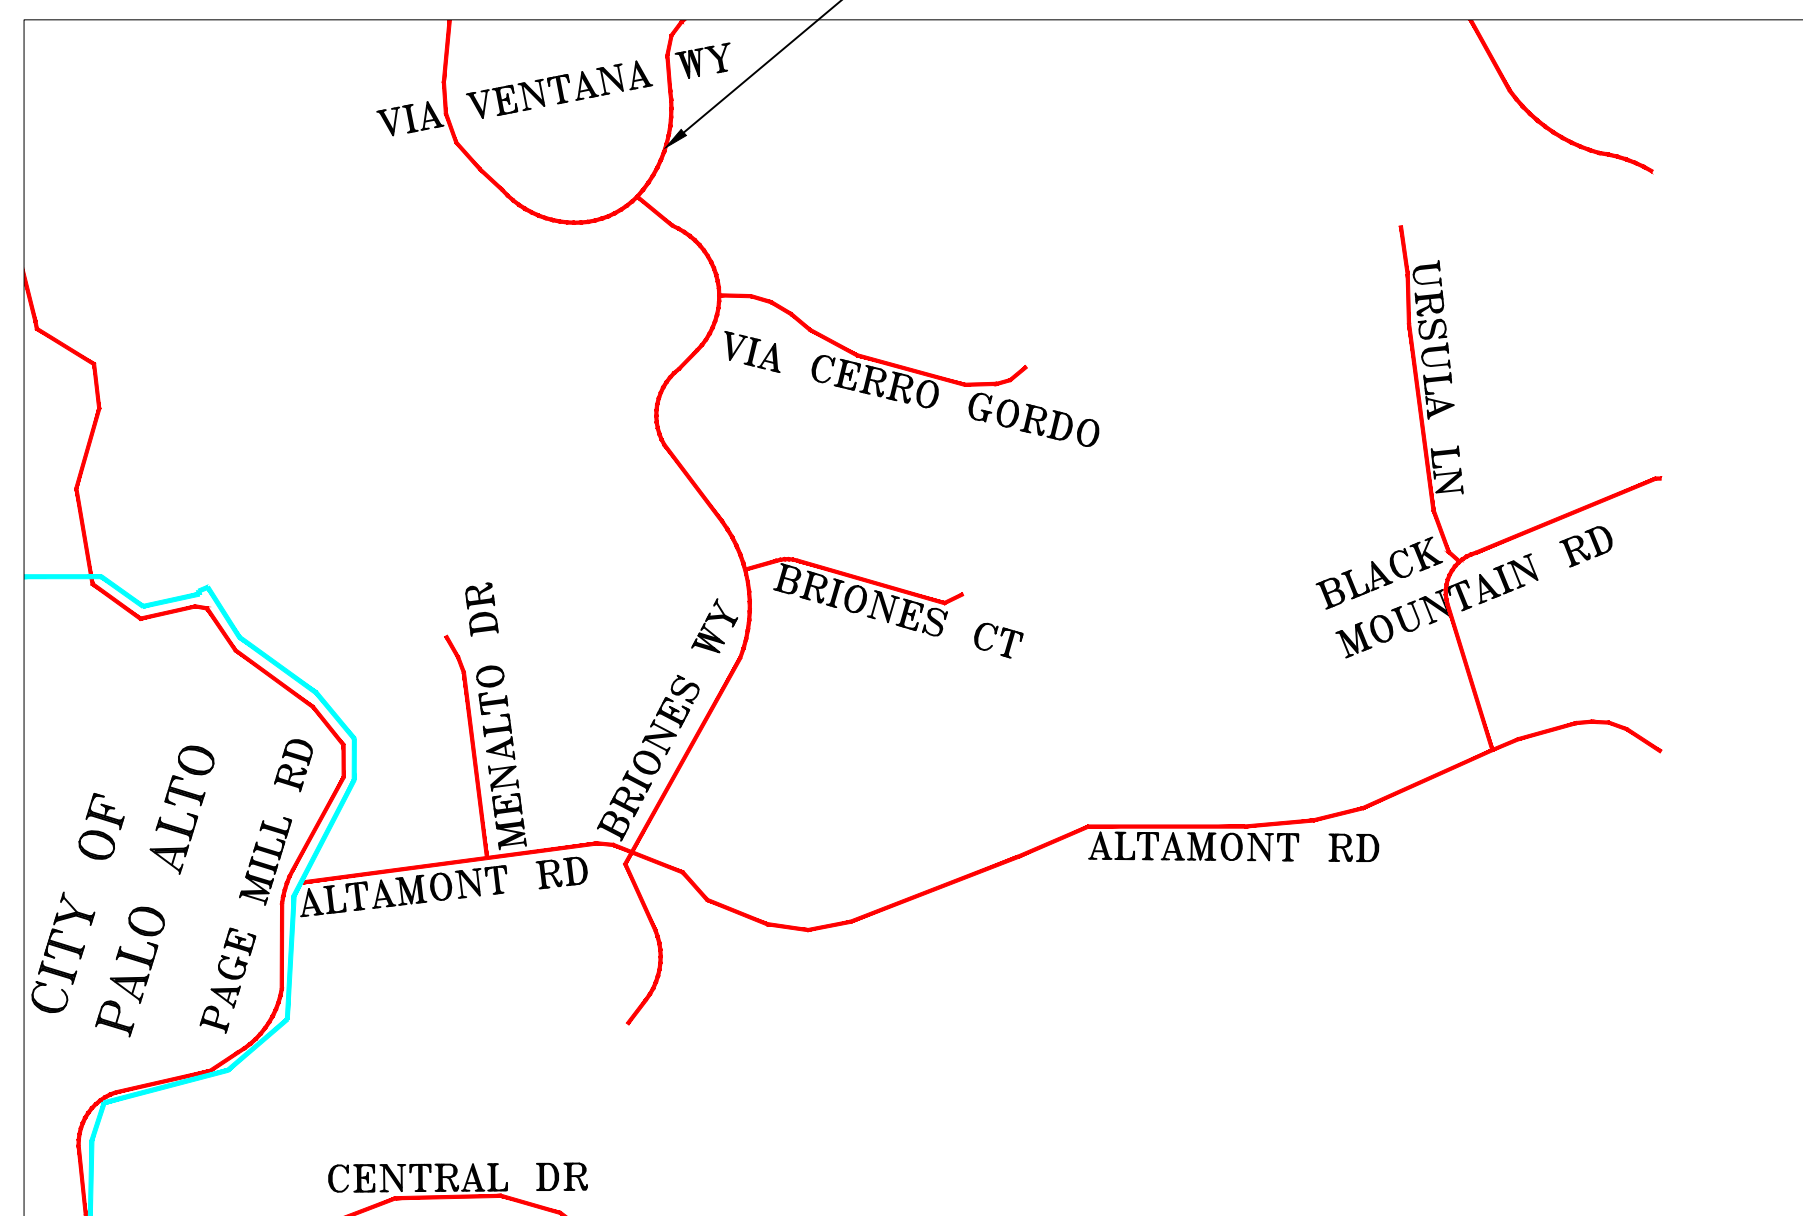 VIA VENTANA WY
VIA CERRO GORDO
URSULA LN
BLACK
MOUNTAIN RD
BRIONES CT
BRIONES WY
MENALTO DR
ALTAMONT RD
ALTAMONT RD
PAGE MILL RD
CITY OF
PALO ALTO
CENTRAL DR